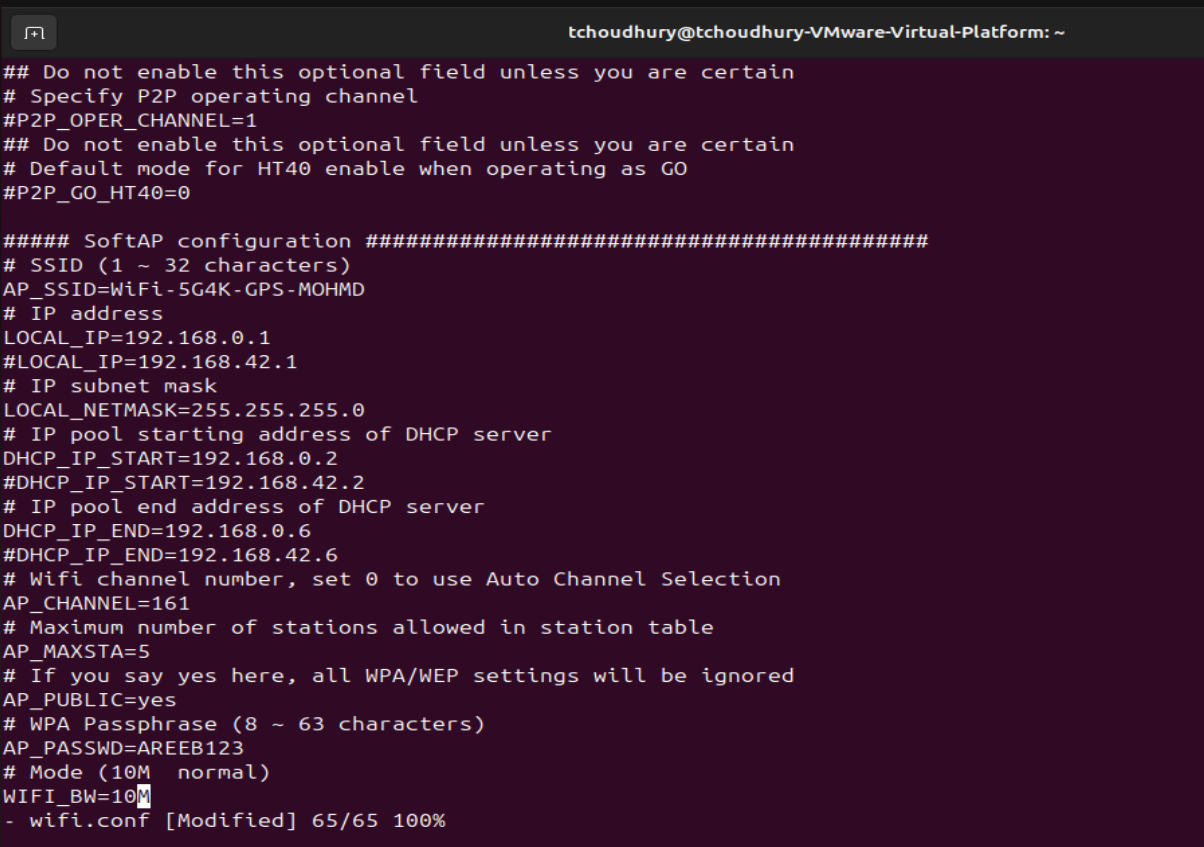 tchoudhury@tchoudhury-VMware-Virtual-Platform: ~
## Do not enable this optional field unless you are certain
# Specify P2P operating channel
#P2P_OPER_CHANNEL=1
## Do not enable this optional field unless you are certain
# Default mode for HT40 enable when operating as GO
#P2P_GO_HT40=0

##### SoftAP configuration ##########################################
# SSID (1 ~ 32 characters)
AP_SSID=WiFi-5G4K-GPS-MOHMD
# IP address
LOCAL_IP=192.168.0.1
#LOCAL_IP=192.168.42.1
# IP subnet mask
LOCAL_NETMASK=255.255.255.0
# IP pool starting address of DHCP server
DHCP_IP_START=192.168.0.2
#DHCP_IP_START=192.168.42.2
# IP pool end address of DHCP server
DHCP_IP_END=192.168.0.6
#DHCP_IP_END=192.168.42.6
# Wifi channel number, set 0 to use Auto Channel Selection
AP_CHANNEL=161
# Maximum number of stations allowed in station table
AP_MAXSTA=5
# If you say yes here, all WPA/WEP settings will be ignored
AP_PUBLIC=yes
# WPA Passphrase (8 ~ 63 characters)
AP_PASSWD=AREEB123
# Mode (10M  normal)
WIFI_BW=10M
- wifi.conf [Modified] 65/65 100%